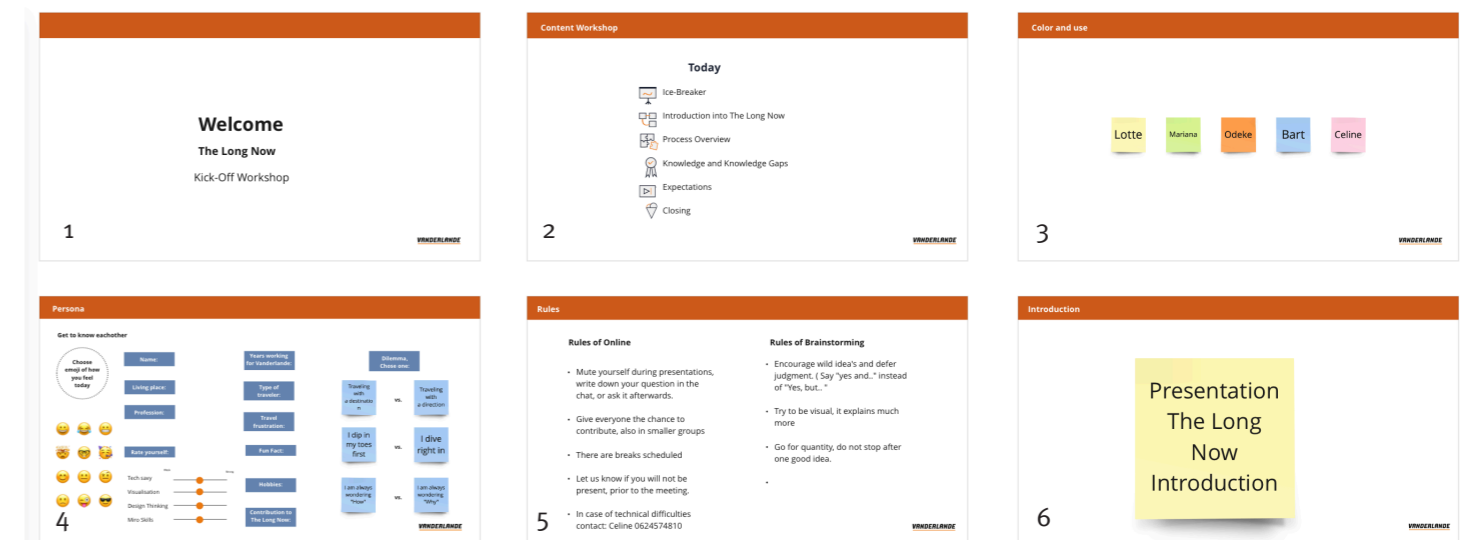 Welcome
The Long Now
Kick-Off Workshop
1
VANDERLANDE
Content Workshop
Today
Ice-Breaker
Introduction into The Long Now
Process Overview
Knowledge and Knowledge Gaps
Expectations
Closing
2
VANDERLANDE
Color and use
Lotte
Mariana
Odeke
Bart
Celine
3
VANDERLANDE
Persona
Get to know eachother
Choose
emoji of how
you feel
today
Name:
Living place:
Profession:
Rate yourself:
Tech savy
Visualisation
Design Thinking
Miro Skills
Years working
for Vanderlande:
Type of
traveler:
Travel
frustration:
Fun Fact:
Hobbies:
Contribution to
The Long Now:
Dilemma,
Chose one:
Traveling
with
a destinatio
n
vs.
Traveling
with
a direction
I dip in
my toes
first
vs.
I dive
right in
I am always
wondering
"How"
vs.
I am always
wondering
"Why"
4
VANDERLANDE
Rules
Rules of Online
• Mute yourself during presentations,
write down your question in the
chat, or ask it afterwards.
• Give everyone the chance to
contribute, also in smaller groups
• There are breaks scheduled
• Let us know if you will not be
present, prior to the meeting.
• In case of technical difficulties
contact: Celine 0624574810
Rules of Brainstorming
• Encourage wild idea's and defer
judgment. ( Say "yes and.." instead
of "Yes, but.. "
• Try to be visual, it explains much
more
• Go for quantity, do not stop after
one good idea.
•
5
VANDERLANDE
Introduction
Presentation
The Long
Now
Introduction
6
VANDERLANDE